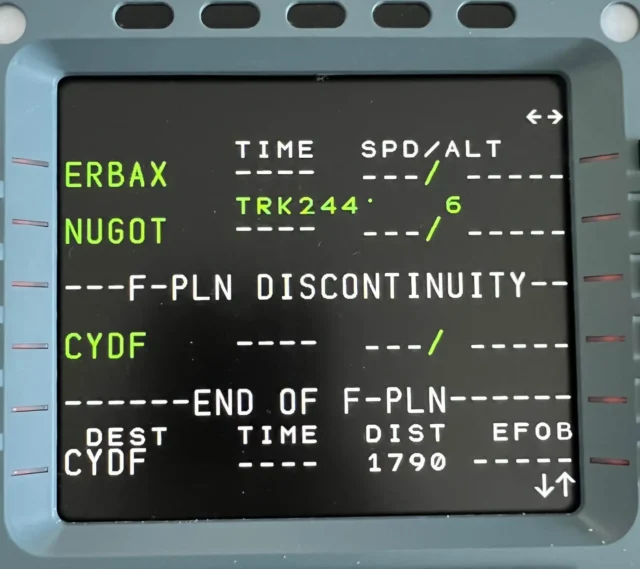 ←→
TIME SPD/ALT
ERBAX ---- ---/ -----
TRK244° 6
NUGOT ---- ---/ -----
---F-PLN DISCONTINUITY--
CYDF ---- ---/ -----
------END OF F-PLN------
DEST TIME DIST EFOB
CYDF ---- 1790 -----
↓↑